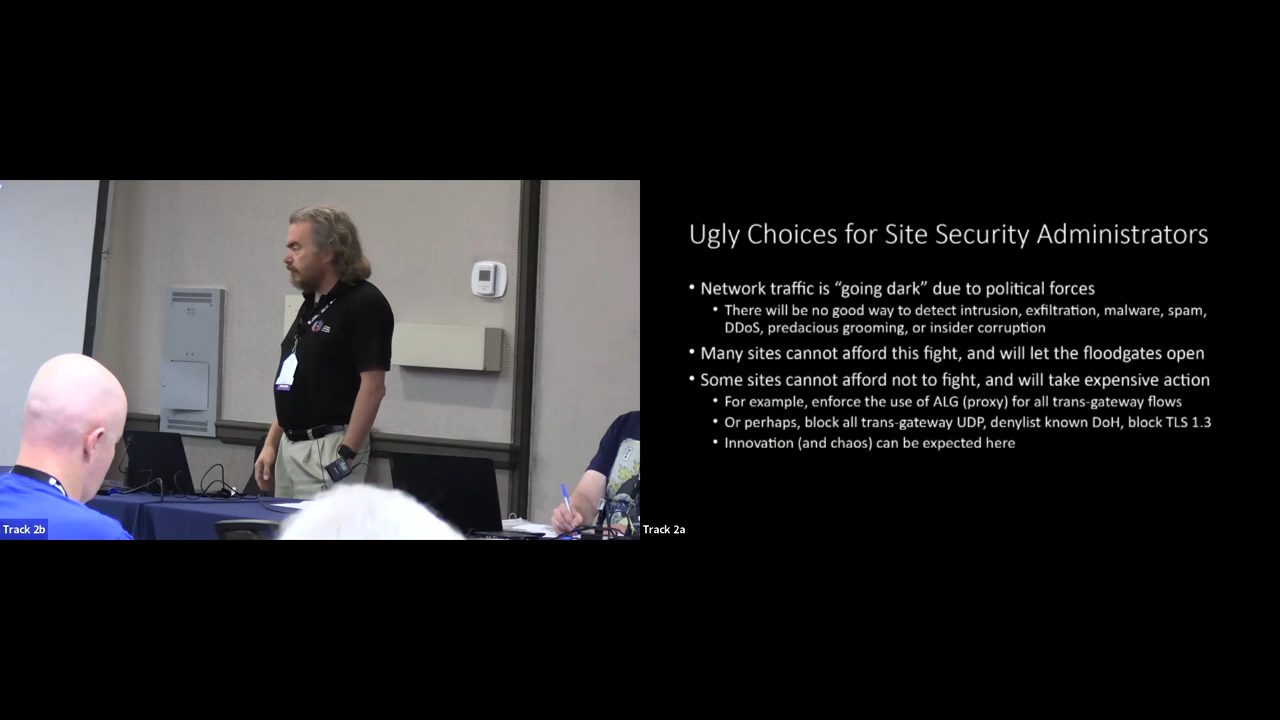 Ugly Choices for Site Security Administrators
• Network traffic is “going dark” due to political forces
• There will be no good way to detect intrusion, exfiltration, malware, spam,
DDoS, predacious grooming, or insider corruption
• Many sites cannot afford this fight, and will let the floodgates open
• Some sites cannot afford not to fight, and will take expensive action
• For example, enforce the use of ALG (proxy) for all trans-gateway flows
• Or perhaps, block all trans-gateway UDP, denylist known DoH, block TLS 1.3
• Innovation (and chaos) can be expected here
Track 2b
Track 2a